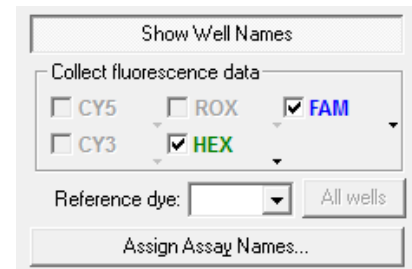 Show Well Names
Collect fluorescence data
CY5 ROX FAM
CY3 HEX
Reference dye: All wells
Assign Assay Names...